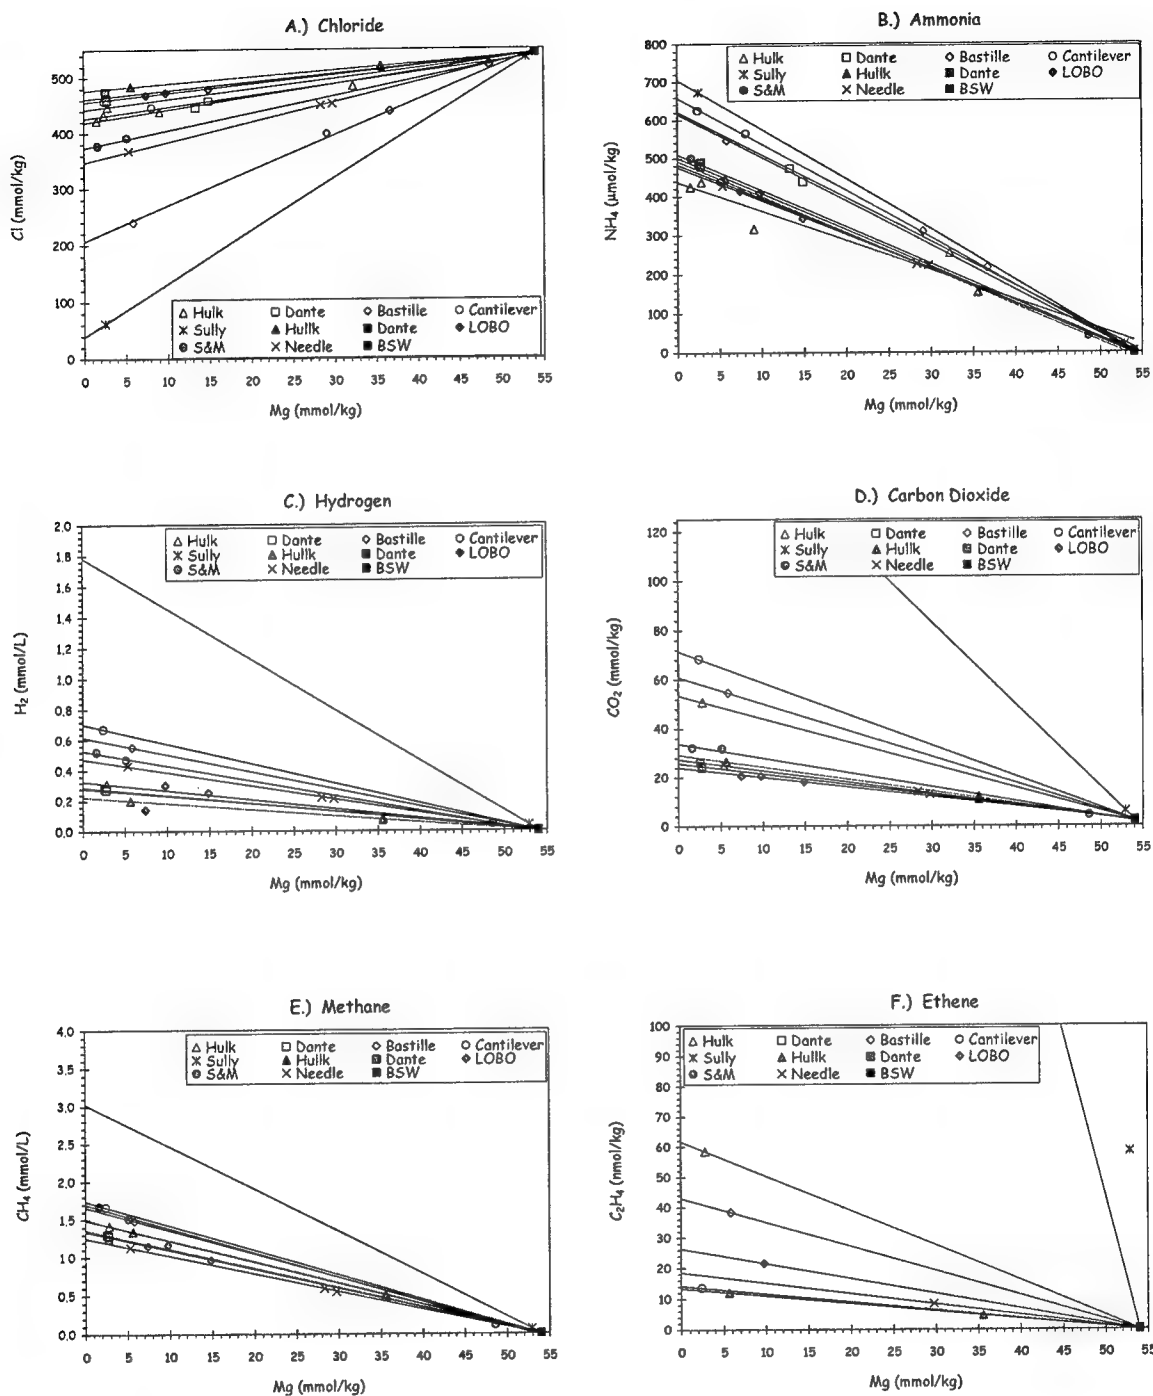 A.) Chloride
500
400
300
200
100
0
Cl (mmol/kg)
Hulk Dante Bastille Cantilever
Sully Hullk Dante LOBO
S&M Needle BSW
0 5 10 15 20 25 30 35 40 45 50 55
Mg (mmol/kg)
B.) Ammonia
800
700
600
500
400
300
200
100
0
NH4 (μmol/kg)
Hulk Dante Bastille Cantilever
Sully Hullk Dante LOBO
S&M Needle BSW
0 5 10 15 20 25 30 35 40 45 50 55
Mg (mmol/kg)
C.) Hydrogen
2.0
1.8
1.6
1.4
1.2
1.0
0.8
0.6
0.4
0.2
0.0
H2 (mmol/L)
Hulk Dante Bastille Cantilever
Sully Hullk Dante LOBO
S&M Needle BSW
0 5 10 15 20 25 30 35 40 45 50 55
Mg (mmol/kg)
D.) Carbon Dioxide
120
100
80
60
40
20
0
CO2 (mmol/kg)
Hulk Dante Bastille Cantilever
Sully Hullk Dante LOBO
S&M Needle BSW
0 5 10 15 20 25 30 35 40 45 50 55
Mg (mmol/kg)
E.) Methane
4.0
3.5
3.0
2.5
2.0
1.5
1.0
0.5
0.0
CH4 (mmol/L)
Hulk Dante Bastille Cantilever
Sully Hullk Dante LOBO
S&M Needle BSW
0 5 10 15 20 25 30 35 40 45 50 55
Mg (mmol/kg)
F.) Ethene
100
90
80
70
60
50
40
30
20
10
0
C2H4 (nmol/kg)
Hulk Dante Bastille Cantilever
Sully Hullk Dante LOBO
S&M Needle BSW
0 5 10 15 20 25 30 35 40 45 50 55
Mg (mmol/kg)